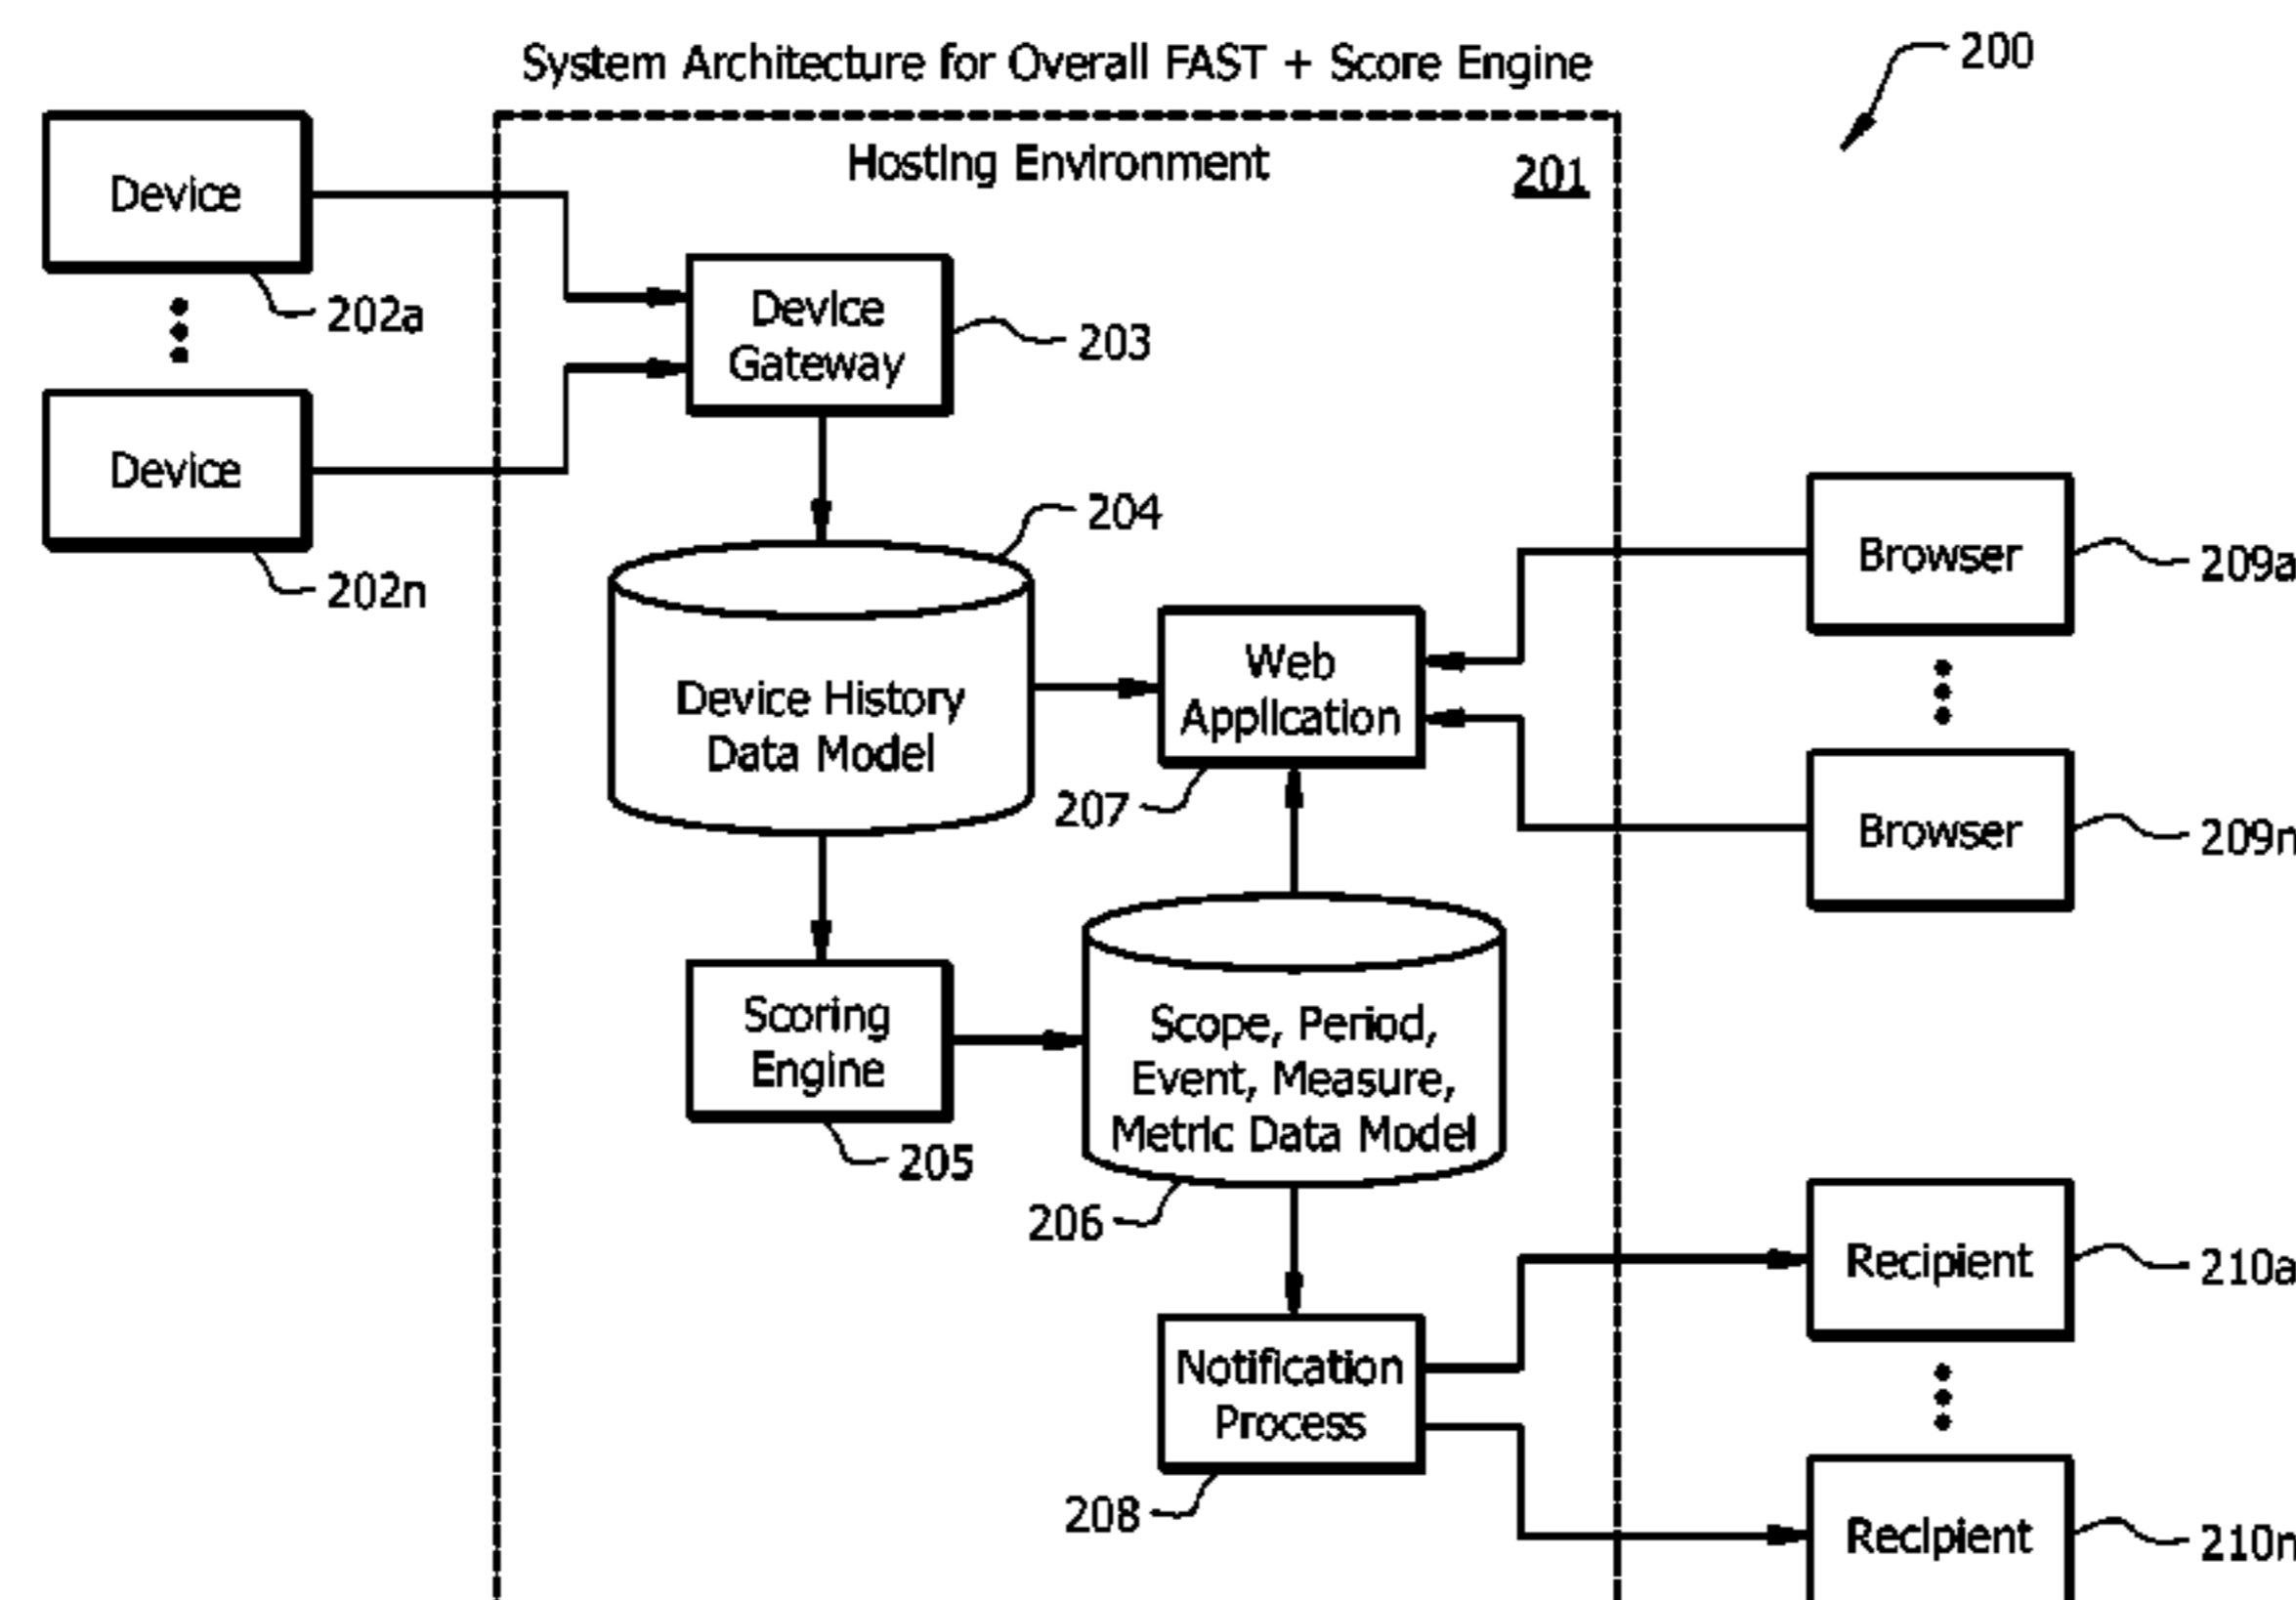 System Architecture for Overall FAST + Score Engine
200
Hosting Environment
201
Device
202a
Device
202n
Device
Gateway
203
204
Device History
Data Model
Web
Application
207
Browser
209a
Browser
209n
Scoring
Engine
205
Scope, Period,
Event, Measure,
Metric Data Model
206
Notification
Process
208
Recipient
210a
Recipient
210n